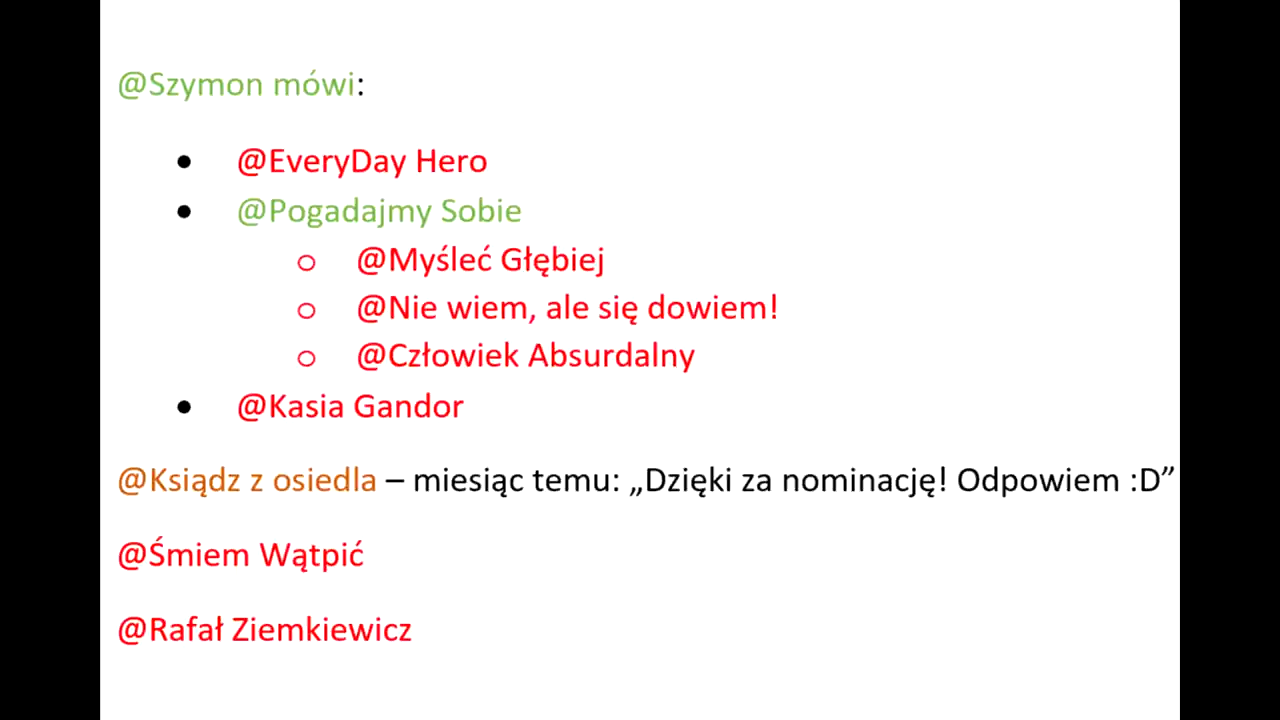 @Szymon mówi:
• @EveryDay Hero
• @Pogadajmy Sobie
o @Myśleć Głębiej
o @Nie wiem, ale się dowiem!
o @Człowiek Absurdalny
• @Kasia Gandor
@Ksiądz z osiedla – miesiąc temu: „Dzięki za nominację! Odpowiem :D”
@Śmiem Wątpić
@Rafał Ziemkiewicz